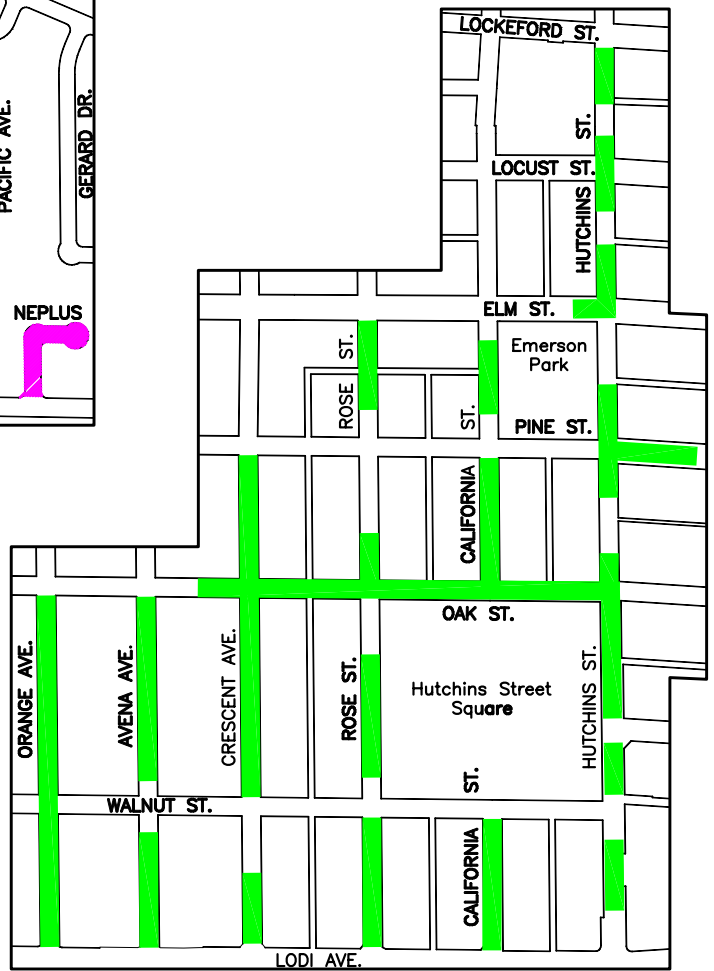 LOCKEFORD ST.
PACIFIC AVE.
GERARD DR.
ST.
LOCUST ST.
HUTCHINS
NEPLUS
ELM ST.
ST.
ROSE
Emerson
Park
ST.
PINE ST.
CALIFORNIA
OAK ST.
ORANGE AVE.
AVENA AVE.
CRESCENT AVE.
ROSE ST.
Hutchins Street
Square
HUTCHINS ST.
ST.
WALNUT ST.
CALIFORNIA
LODI AVE.